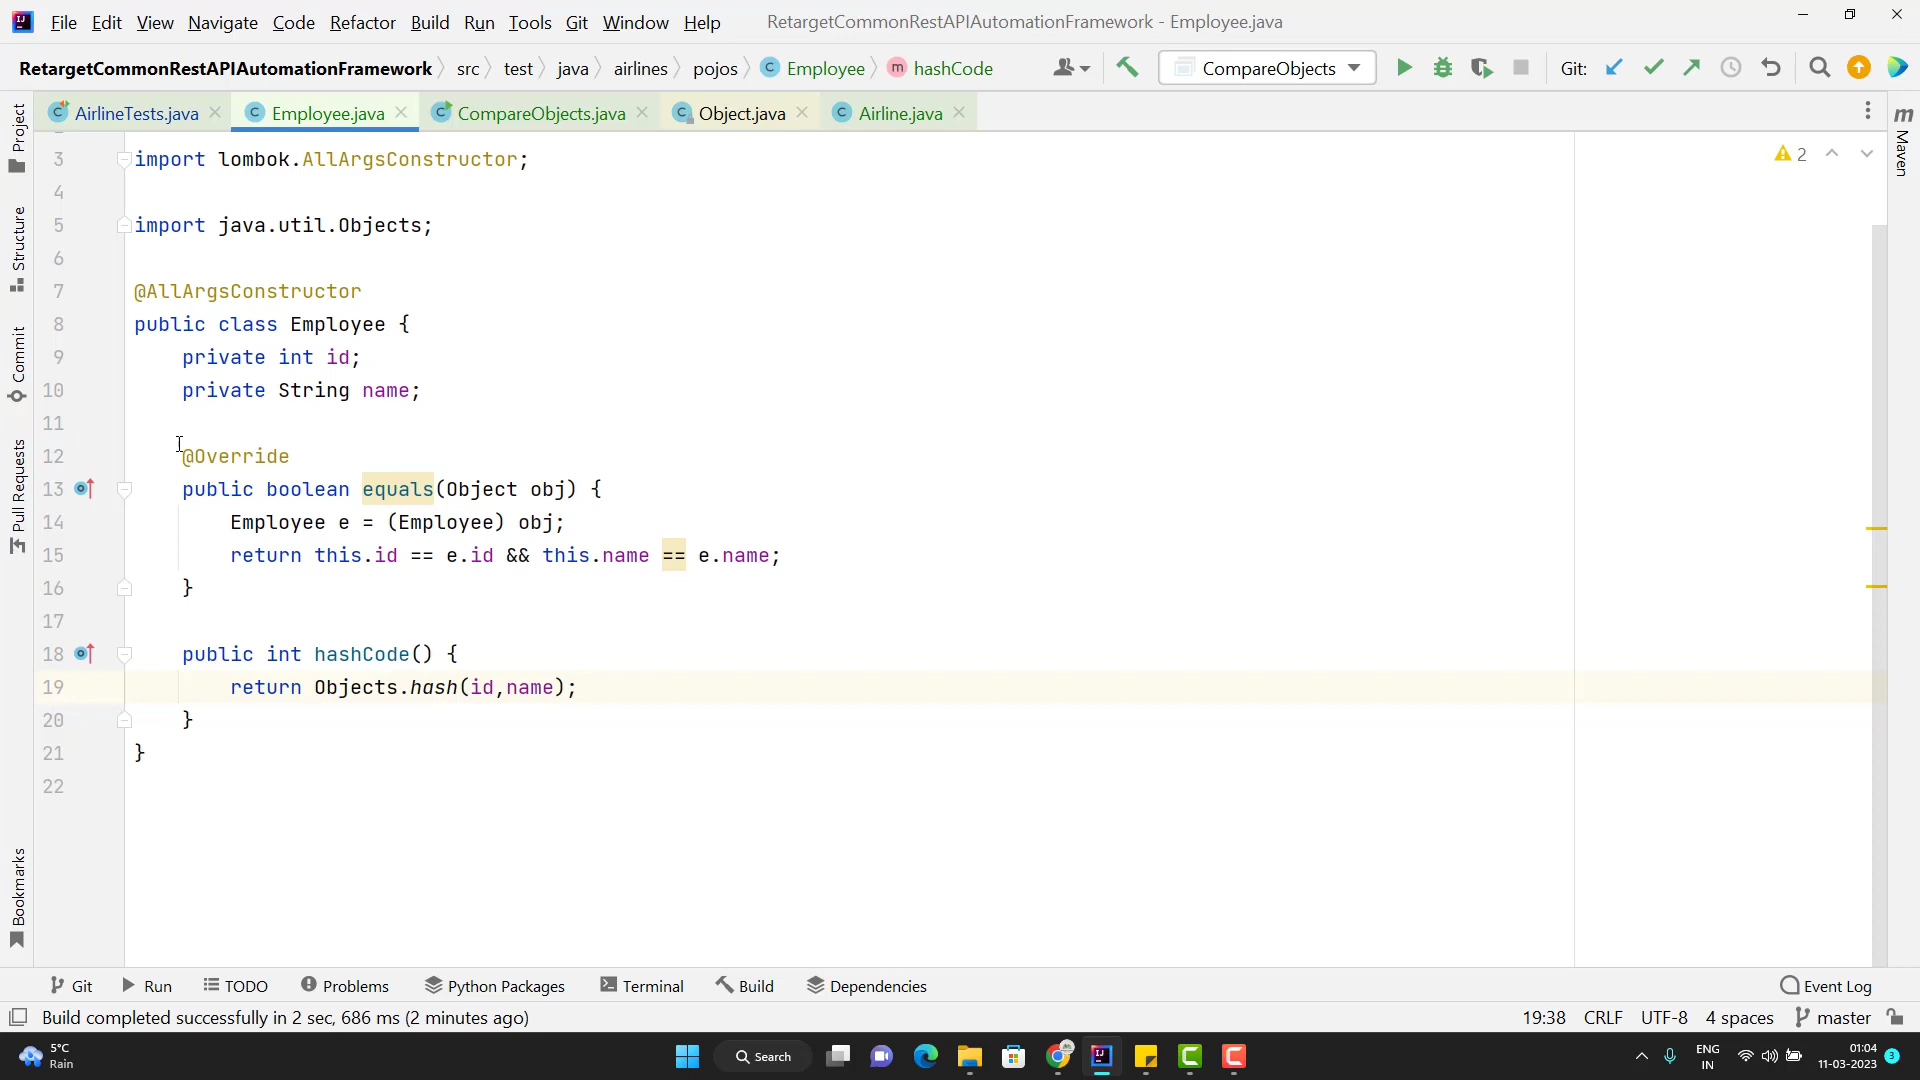 File Edit View Navigate Code Refactor Build Run Tools Git Window Help RetargetCommonRestAPIAutomationFramework - Employee.java
RetargetCommonRestAPIAutomationFramework src test java airlines pojos Employee hashCode CompareObjects Git:
AirlineTests.java Employee.java CompareObjects.java Object.java Airline.java
Project
Structure
Commit
Pull Requests
Bookmarks
Maven
2
3 import lombok.AllArgsConstructor;
4
5 import java.util.Objects;
6
7 @AllArgsConstructor
8 public class Employee {
9 private int id;
10 private String name;
11
12 @Override
13 public boolean equals(Object obj) {
14 Employee e = (Employee) obj;
15 return this.id == e.id && this.name == e.name;
16 }
17
18 public int hashCode() {
19 return Objects.hash(id,name);
20 }
21 }
22
Git Run TODO Problems Python Packages Terminal Build Dependencies Event Log
Build completed successfully in 2 sec, 686 ms (2 minutes ago) 19:38 CRLF UTF-8 4 spaces master
5°C
Rain
Search
ENG
IN
01:04
11-03-2023
3